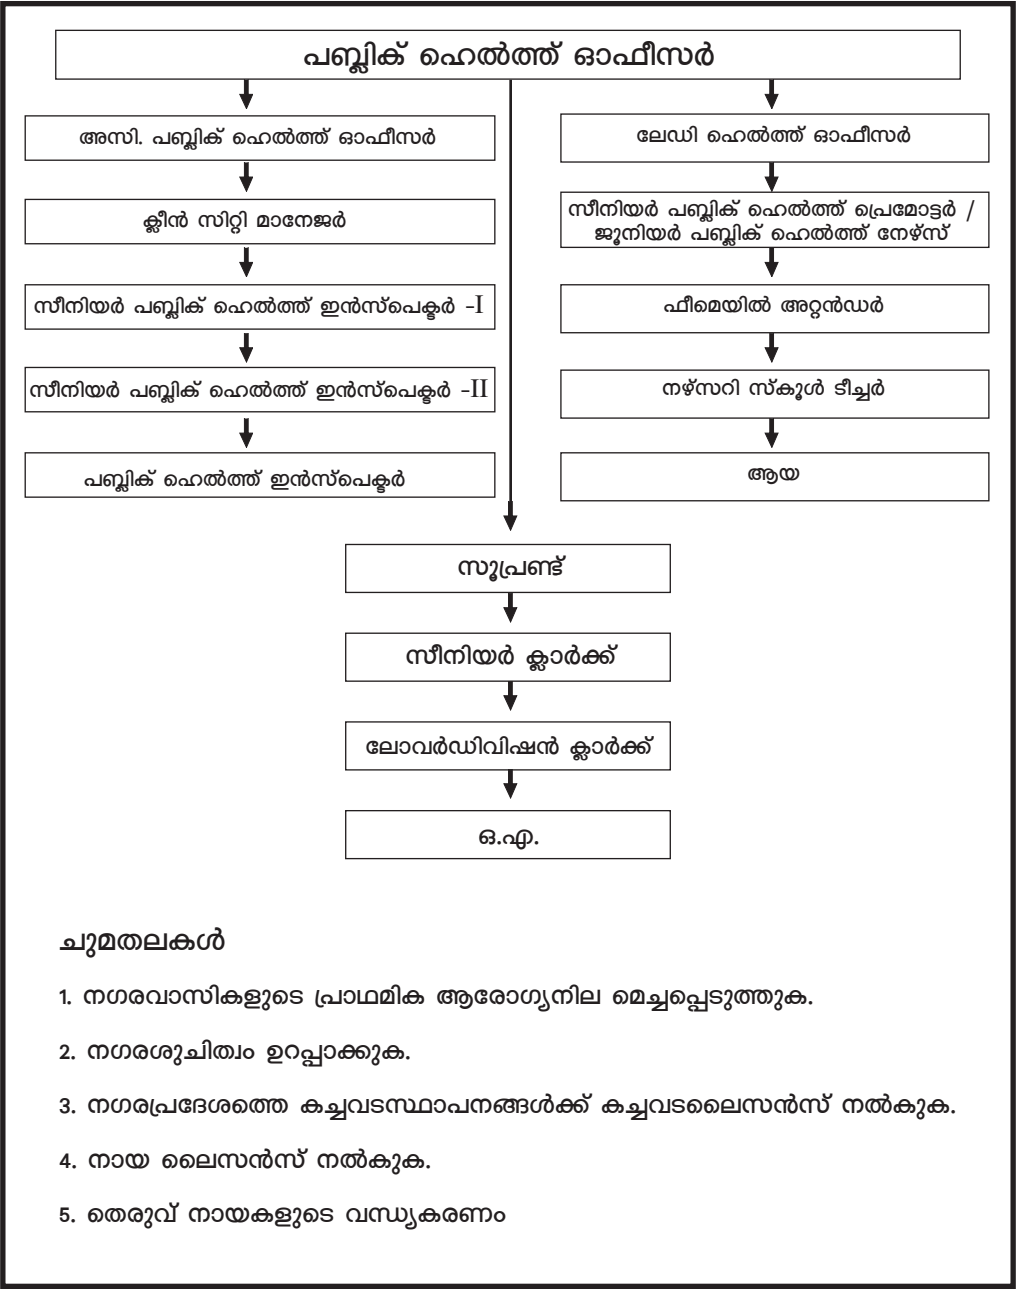 പബ്ലിക് ഹെൽത്ത് ഓഫീസർ
അസി. പബ്ലിക് ഹെൽത്ത് ഓഫീസർ
ക്ലീൻ സിറ്റി മാനേജർ
സീനിയർ പബ്ലിക് ഹെൽത്ത് ഇൻസ്പെക്ടർ -I
സീനിയർ പബ്ലിക് ഹെൽത്ത് ഇൻസ്പെക്ടർ -II
പബ്ലിക് ഹെൽത്ത് ഇൻസ്പെക്ടർ
ലേഡി ഹെൽത്ത് ഓഫീസർ
സീനിയർ പബ്ലിക് ഹെൽത്ത് പ്രെമോട്ടർ /
ജൂനിയർ പബ്ലിക് ഹെൽത്ത് നേഴ്സ്
ഫീമെയിൽ അറ്റൻഡർ
നഴ്സറി സ്കൂൾ ടീച്ചർ
ആയ
സൂപ്രണ്ട്
സീനിയർ ക്ലാർക്ക്
ലോവർഡിവിഷൻ ക്ലാർക്ക്
ഒ.എ.
ചുമതലകൾ
1. നഗരവാസികളുടെ പ്രാഥമിക ആരോഗ്യനില മെച്ചപ്പെടുത്തുക.
2. നഗരശുചിത്വം ഉറപ്പാക്കുക.
3. നഗരപ്രദേശത്തെ കച്ചവടസ്ഥാപനങ്ങൾക്ക് കച്ചവടലൈസൻസ് നൽകുക.
4. നായ ലൈസൻസ് നൽകുക.
5. തെരുവ് നായകളുടെ വന്ധ്യകരണം